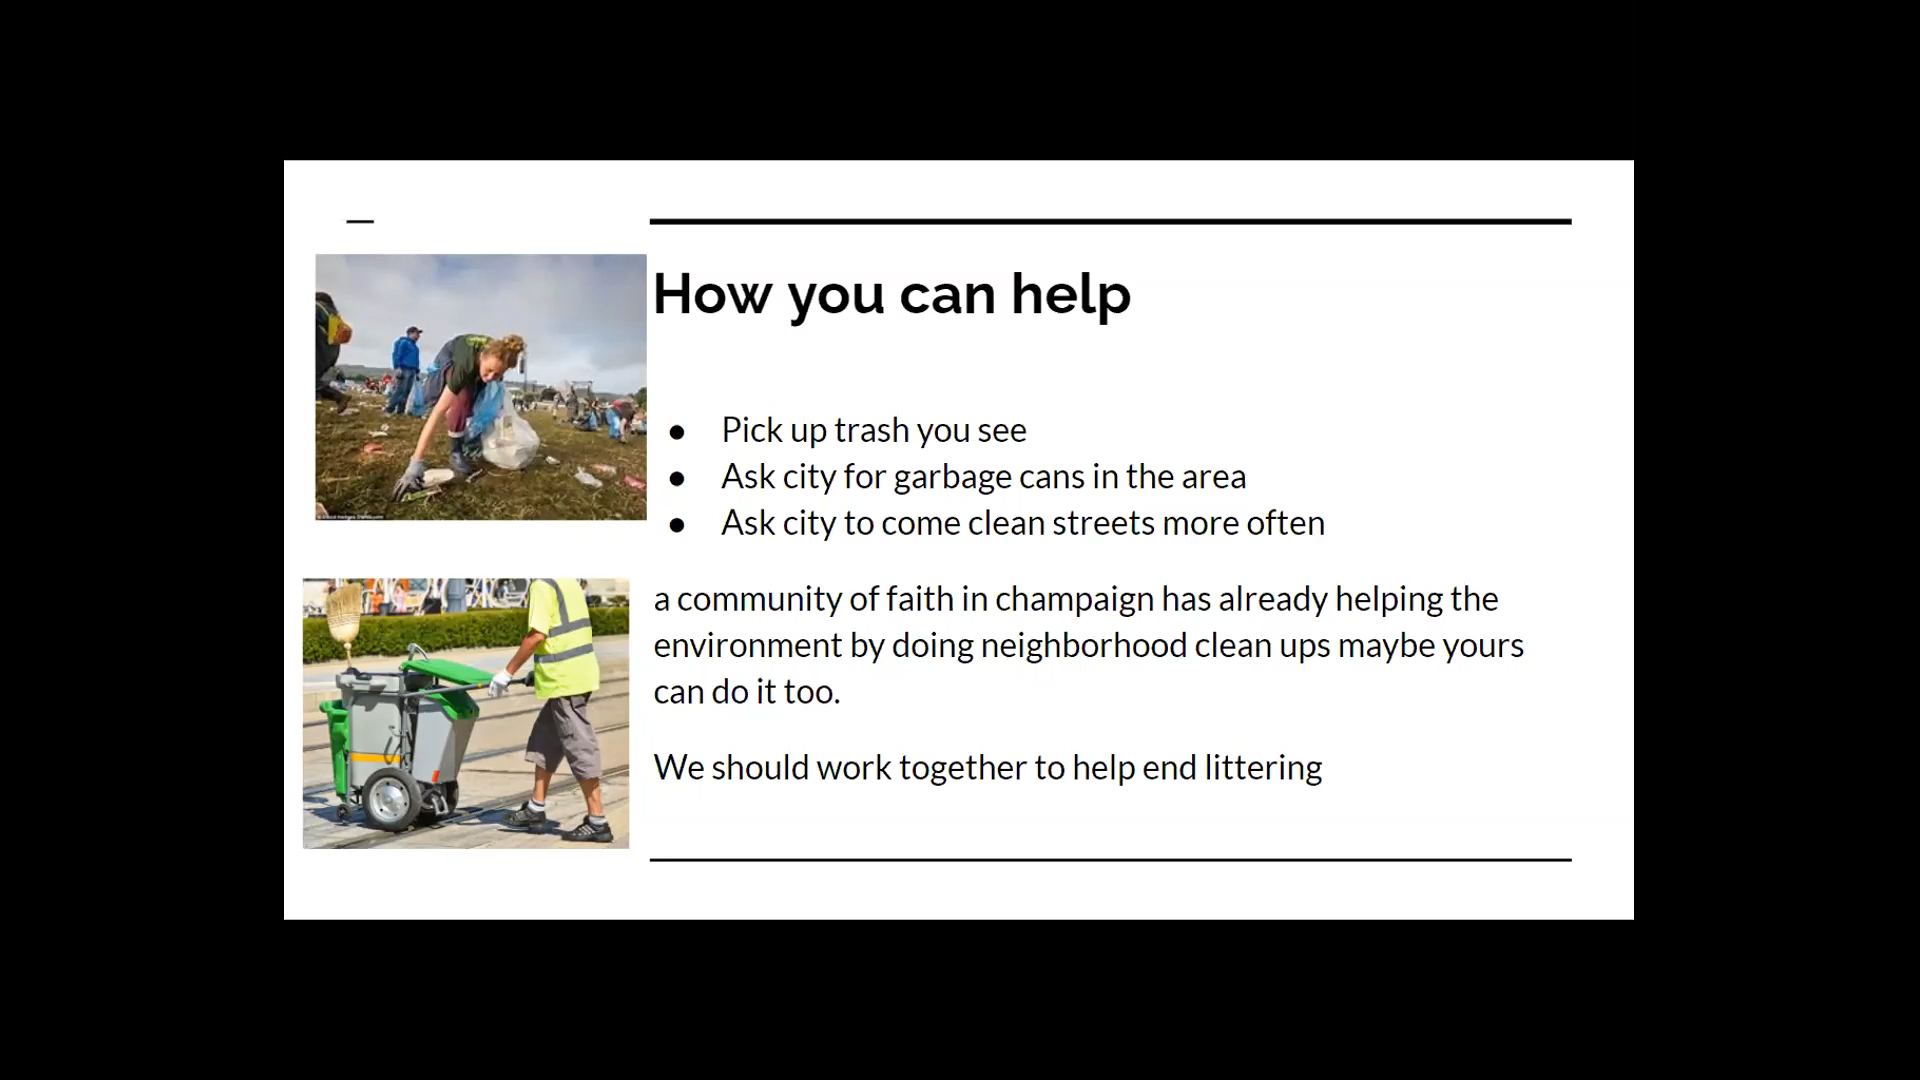 How you can help
● Pick up trash you see
● Ask city for garbage cans in the area
● Ask city to come clean streets more often
a community of faith in champaign has already helping the
environment by doing neighborhood clean ups maybe yours
can do it too.
We should work together to help end littering